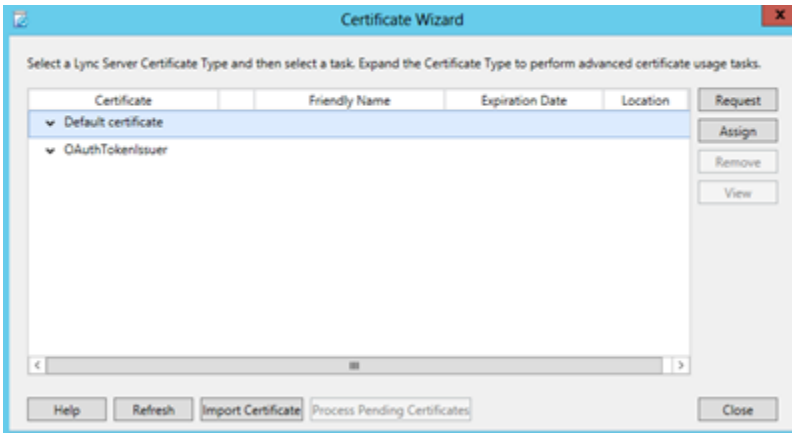 Certificate Wizard
x
Select a Lync Server Certificate Type and then select a task. Expand the Certificate Type to perform advanced certificate usage tasks.
Certificate Friendly Name Expiration Date Location
Default certificate
OAuthTokenIssuer
Request
Assign
Remove
View
Help Refresh Import Certificate Process Pending Certificates Close